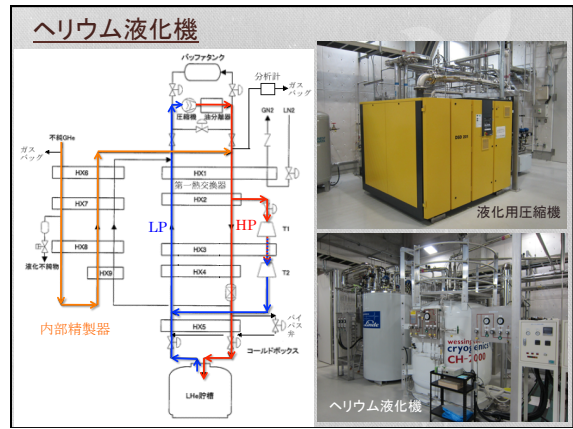 ヘリウム液化機
バッファタンク
分析計
ガス
バッグ
圧縮機
油分離器
GN2
LN2
不純GHe
ガス
バッグ
HX6
HX1
第一熱交換器
HX2
HX7
LP
HP
T1
HX8
HX3
液化不純物
HX9
HX4
T2
内部精製器
HX5
バイ
パス
弁
コールドボックス
LHe貯槽
液化用圧縮機
Linde
wessington
cryogenics
CH-2000
ヘリウム液化機